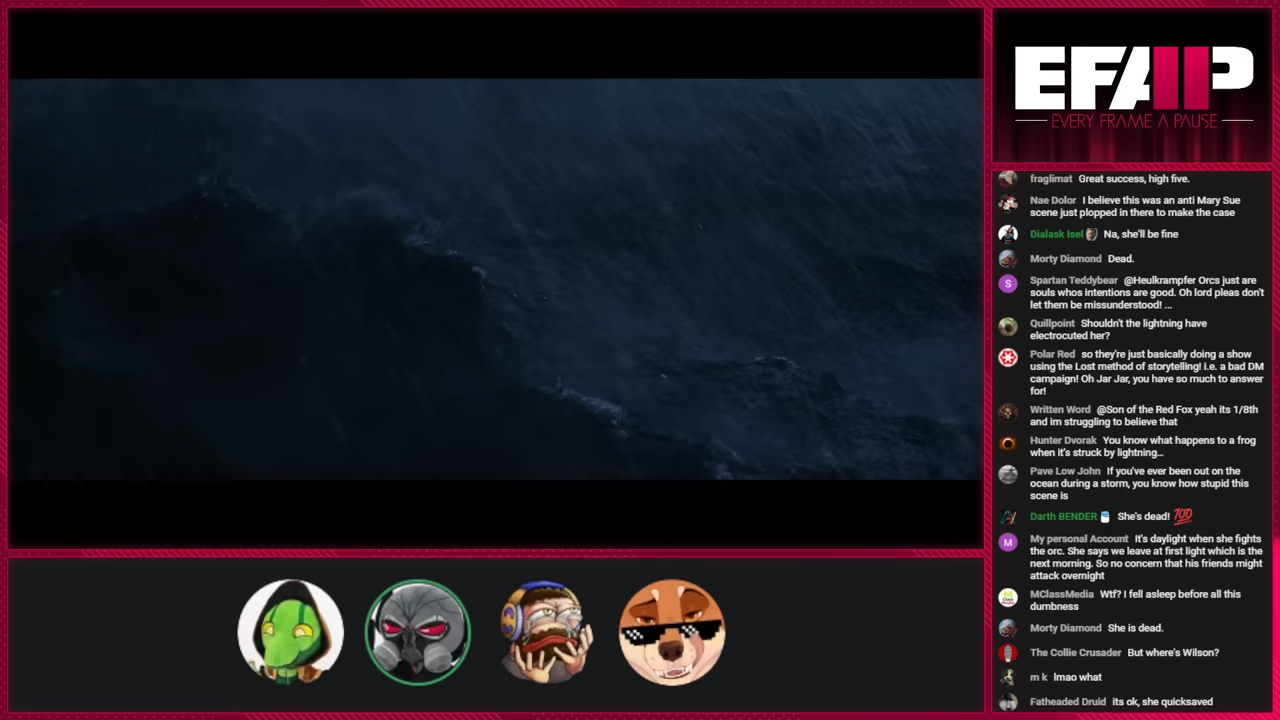 EFAP
EVERY FRAME A PAUSE
fraglimat Great success, high five.
Nae Dolor I believe this was an anti Mary Sue
scene just plopped in there to make the case
Dialask Isel Na, she'll be fine
Morty Diamond Dead.
S
Spartan Teddybear @Heulkrampfer Orcs just are
souls whos intentions are good. Oh lord pleas don't
let them be missunderstood! ...
Quillpoint Shouldn't the lightning have
electrocuted her?
Polar Red so they're just basically doing a show
using the Lost method of storytelling! i.e. a bad DM
campaign! Oh Jar Jar, you have so much to answer
for!
Written Word @Son of the Red Fox yeah its 1/8th
and im struggling to believe that
Hunter Dvorak You know what happens to a frog
when it's struck by lightning...
Pave Low John If you've ever been out on the
ocean during a storm, you know how stupid this
scene is
Darth BENDER She's dead! 💯
M
My personal Account It's daylight when she fights
the orc. She says we leave at first light which is the
next morning. So no concern that his friends might
attack overnight
MClassMedia Wtf? I fell asleep before all this
dumbness
Morty Diamond She is dead.
The Collie Crusader But where's Wilson?
m k lmao what
Fatheaded Druid its ok, she quicksaved